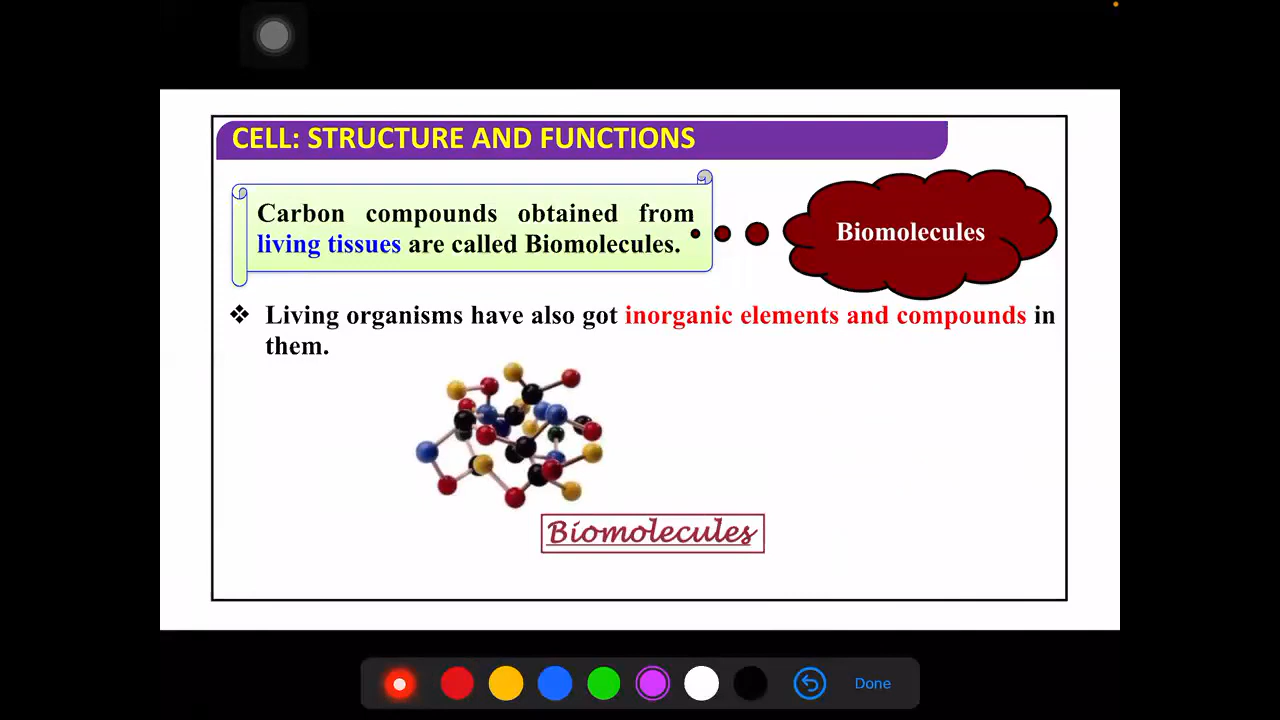 CELL: STRUCTURE AND FUNCTIONS
Carbon compounds obtained from
living tissues are called Biomolecules.
Biomolecules
❖ Living organisms have also got inorganic elements and compounds in
them.
Biomolecules
Done